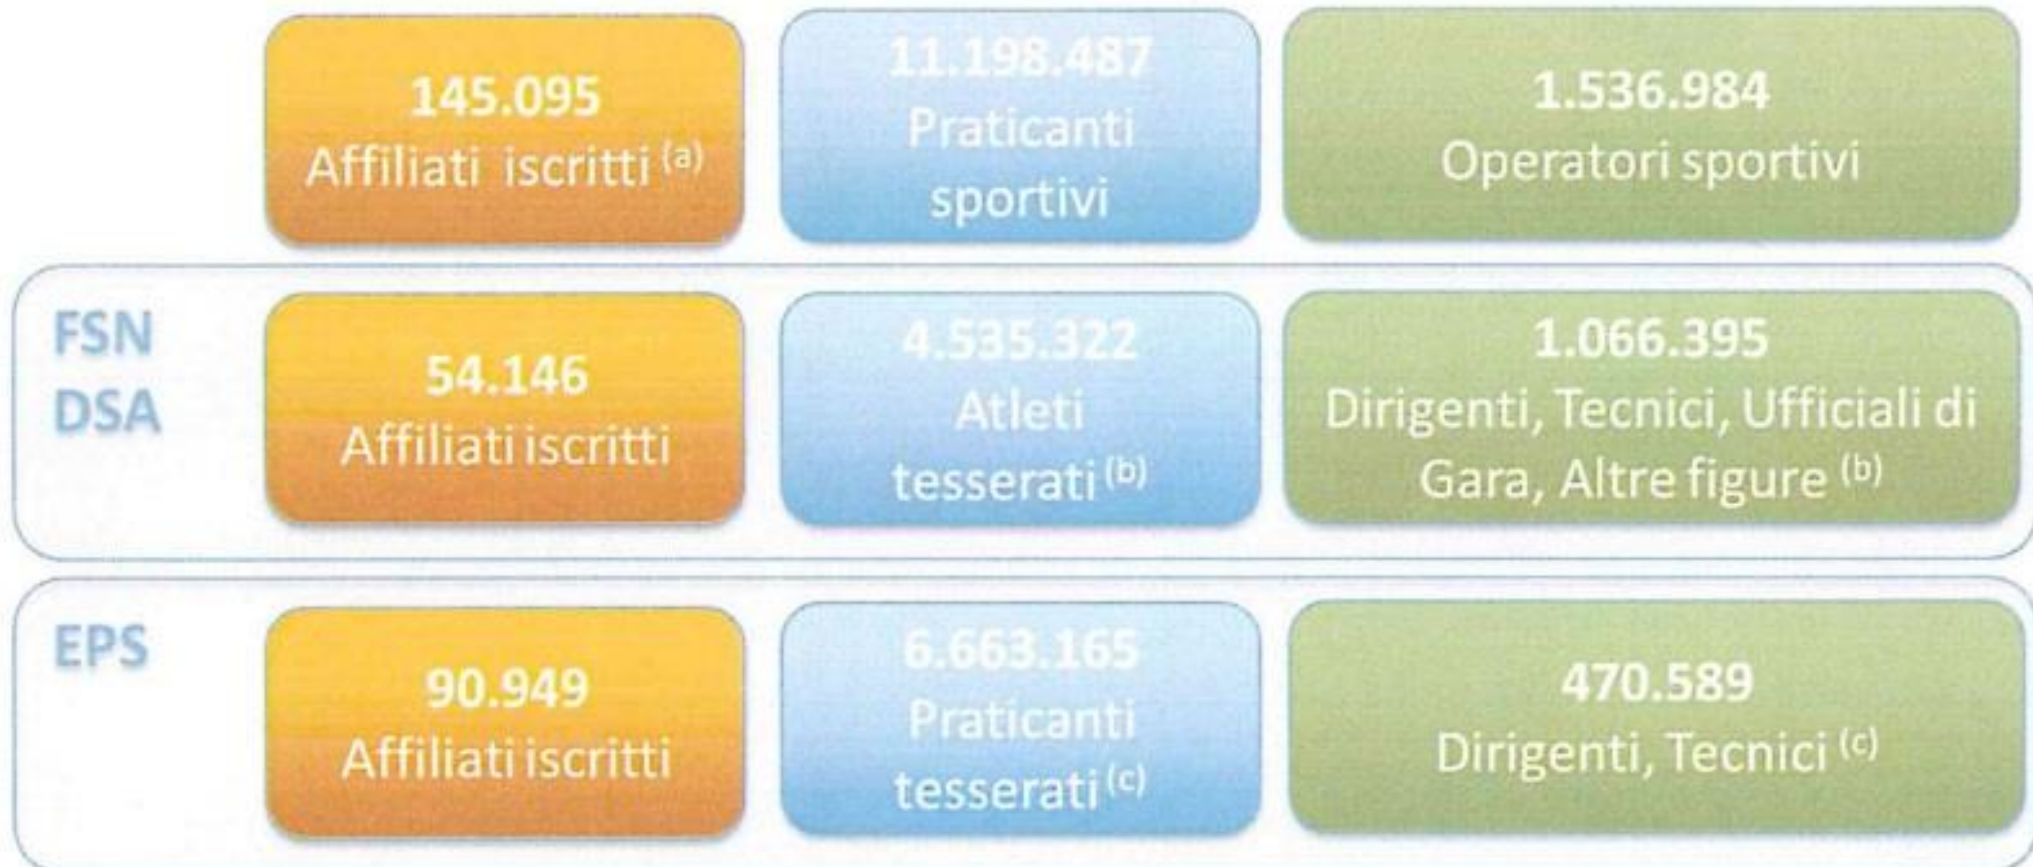 145.095
Affiliati iscritti (a)
11.198.487
Praticanti
sportivi
1.536.984
Operatori sportivi
FSN
DSA
54.146
Affiliati iscritti
4.535.322
Atleti
tesserati (b)
1.066.395
Dirigenti, Tecnici, Ufficiali di
Gara, Altre figure (b)
EPS
90.949
Affiliati iscritti
6.663.165
Praticanti
tesserati (c)
470.589
Dirigenti, Tecnici (c)